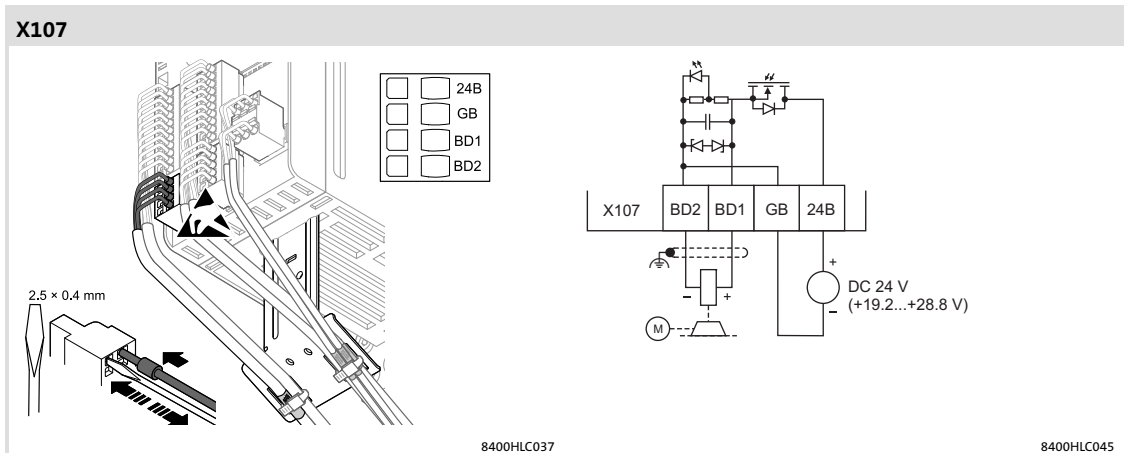 X107
24B
GB
BD1
BD2
2.5 × 0.4 mm
8400HLC037
X107 BD2 BD1 GB 24B
+
DC 24 V
(+19.2...+28.8 V)
–
– +
M
8400HLC045